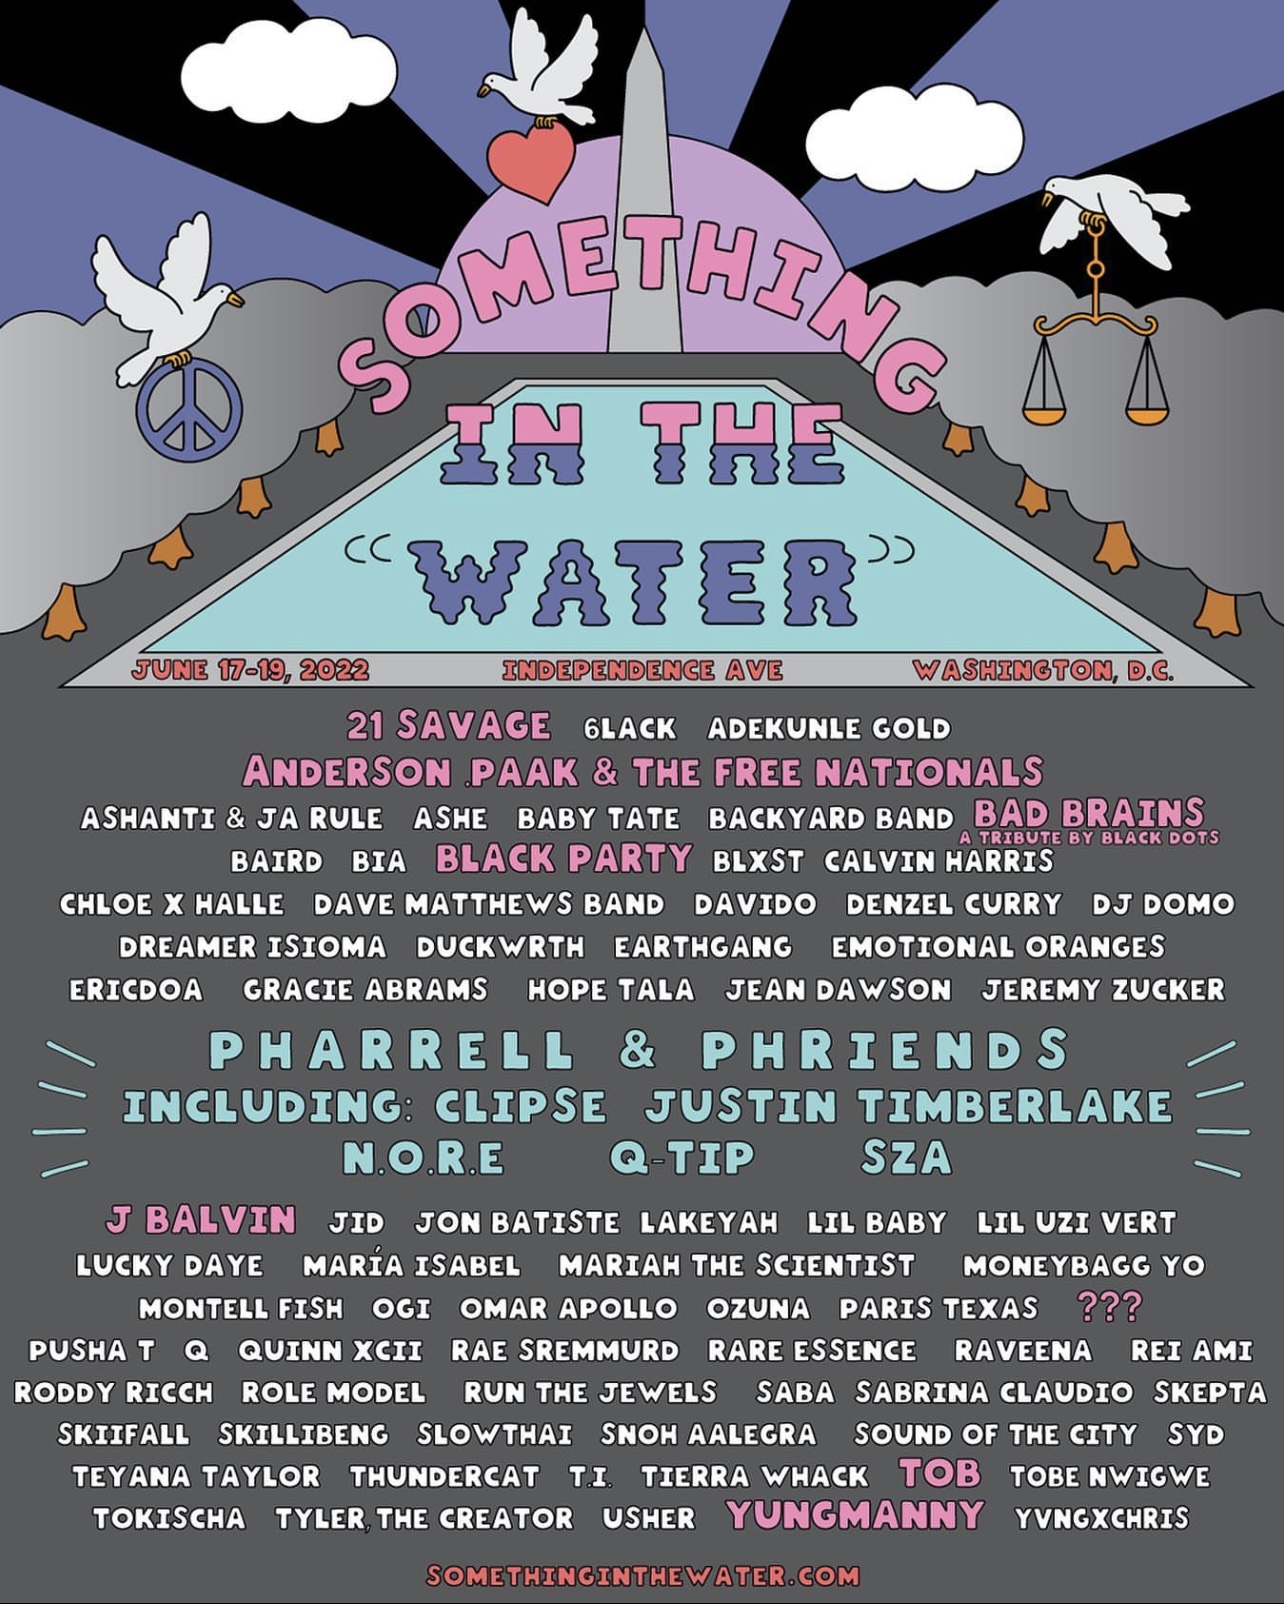 SOMETHING
IN THE
WATER
JUNE 17-19, 2022 INDEPENDENCE AVE WASHINGTON, D.C.
21 SAVAGE 6LACK ADEKUNLE GOLD
ANDERSON .PAAK & THE FREE NATIONALS
ASHANTI & JA RULE ASHE BABY TATE BACKYARD BAND BAD BRAINS
A TRIBUTE BY BLACK DOTS
BAIRD BIA BLACK PARTY BLXST CALVIN HARRIS
CHLOE X HALLE DAVE MATTHEWS BAND DAVIDO DENZEL CURRY DJ DOMO
DREAMER ISIOMA DUCKWRTH EARTHGANG EMOTIONAL ORANGES
ERICDOA GRACIE ABRAMS HOPE TALA JEAN DAWSON JEREMY ZUCKER
PHARRELL & PHRIENDS
INCLUDING: CLIPSE JUSTIN TIMBERLAKE
N.O.R.E Q-TIP SZA
J BALVIN JID JON BATISTE LAKEYAH LIL BABY LIL UZI VERT
LUCKY DAYE MARÍA ISABEL MARIAH THE SCIENTIST MONEYBAGG YO
MONTELL FISH OGI OMAR APOLLO OZUNA PARIS TEXAS ???
PUSHA T Q QUINN XCII RAE SREMMURD RARE ESSENCE RAVEENA REI AMI
RODDY RICCH ROLE MODEL RUN THE JEWELS SABA SABRINA CLAUDIO SKEPTA
SKIIFALL SKILLIBENG SLOWTHAI SNOH AALEGRA SOUND OF THE CITY SYD
TEYANA TAYLOR THUNDERCAT T.I. TIERRA WHACK TOB TOBE NWIGWE
TOKISCHA TYLER, THE CREATOR USHER YUNGMANNY YVNGXCHRIS
SOMETHINGINTHEWATER.COM